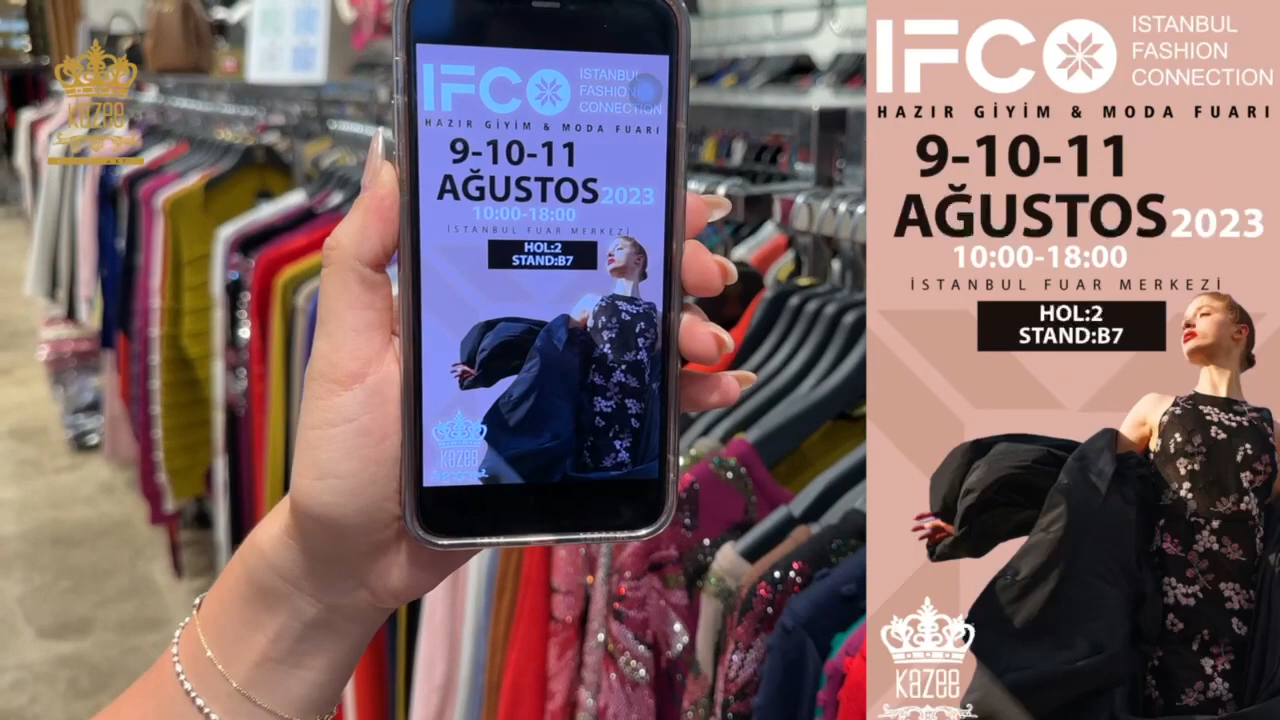 kazee
IFCO
ISTANBUL
FASHION
CONNECTION
HAZIR GİYİM & MODA FUARI
9-10-11
AĞUSTOS 2023
10:00-18:00
İSTANBUL FUAR MERKEZİ
HOL:2
STAND:B7
kazee
IFCO
ISTANBUL
FASHION
CONNECTION
HAZIR GİYİM & MODA FUARI
9-10-11
AĞUSTOS 2023
10:00-18:00
İSTANBUL FUAR MERKEZİ
HOL:2
STAND:B7
kazee